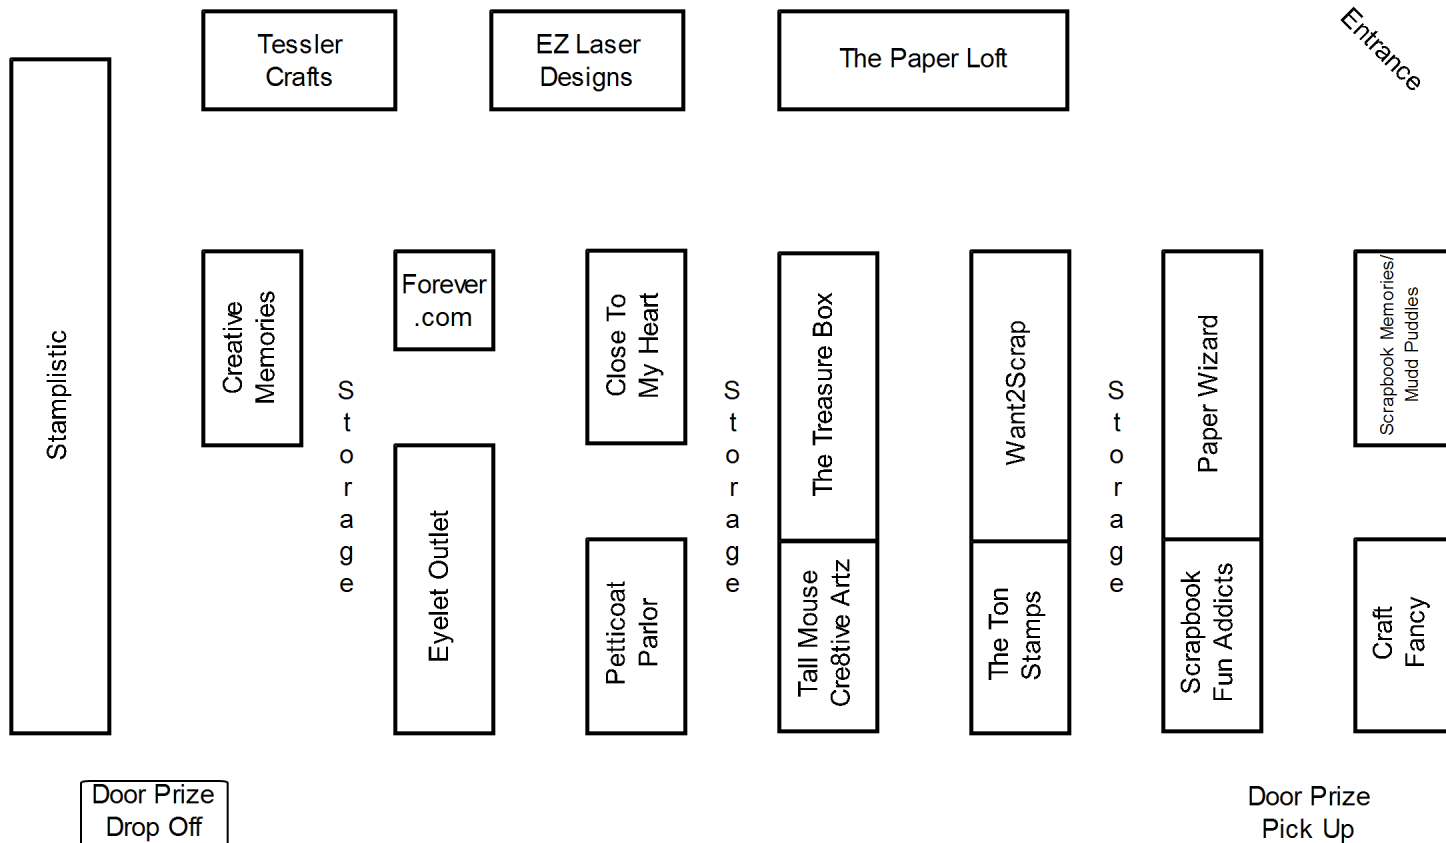 Tessler
Crafts
EZ Laser
Designs
The Paper Loft
Entrance
Stamplistic
Creative
Memories
Storage
Forever
.com
Eyelet Outlet
Close To
My Heart
Petticoat
Parlor
Storage
The Treasure Box
Tall Mouse
Cre8tive Artz
Want2Scrap
The Ton
Stamps
Storage
Paper Wizard
Scrapbook
Fun Addicts
Scrapbook Memories/
Mudd Puddles
Craft
Fancy
Door Prize
Drop Off
Door Prize
Pick Up